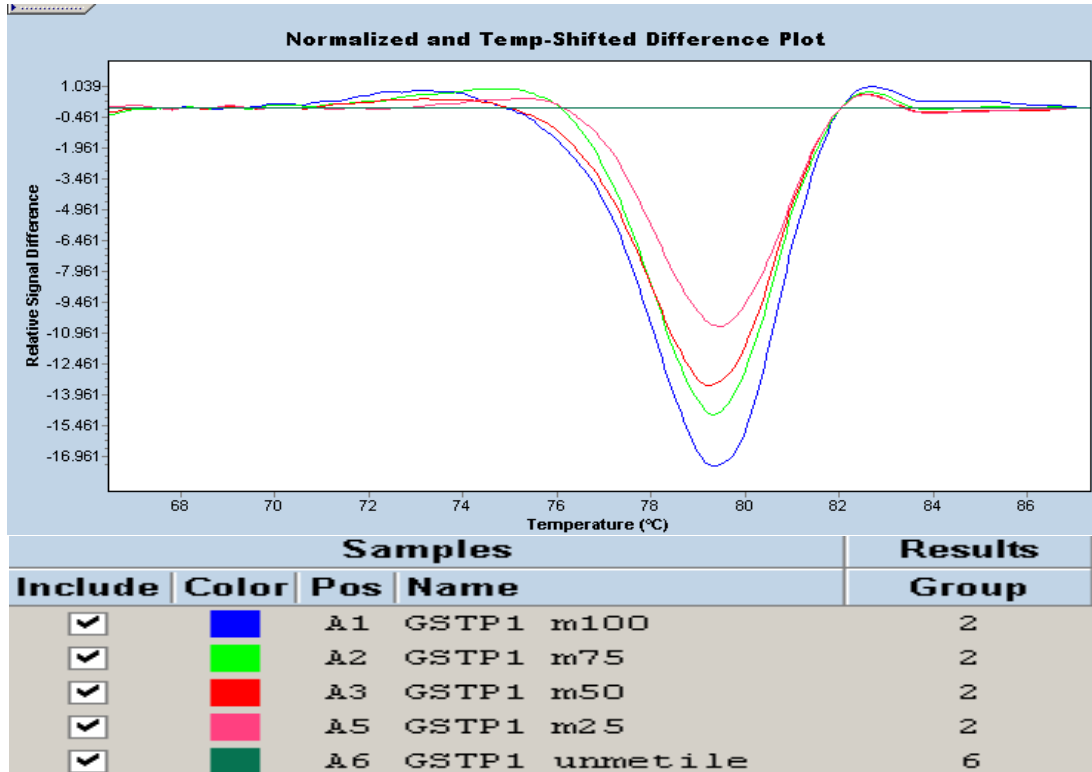 Normalized and Temp-Shifted Difference Plot
Relative Signal Difference
1.039
-0.461
-1.961
-3.461
-4.961
-6.461
-7.961
-9.461
-10.961
-12.461
-13.961
-15.461
-16.961
68 70 72 74 76 78 80 82 84 86
Temperature (°C)
Samples Results
Include Color Pos Name Group
A1 GSTP1 m100 2
A2 GSTP1 m75 2
A3 GSTP1 m50 2
A5 GSTP1 m25 2
A6 GSTP1 unmetile 6